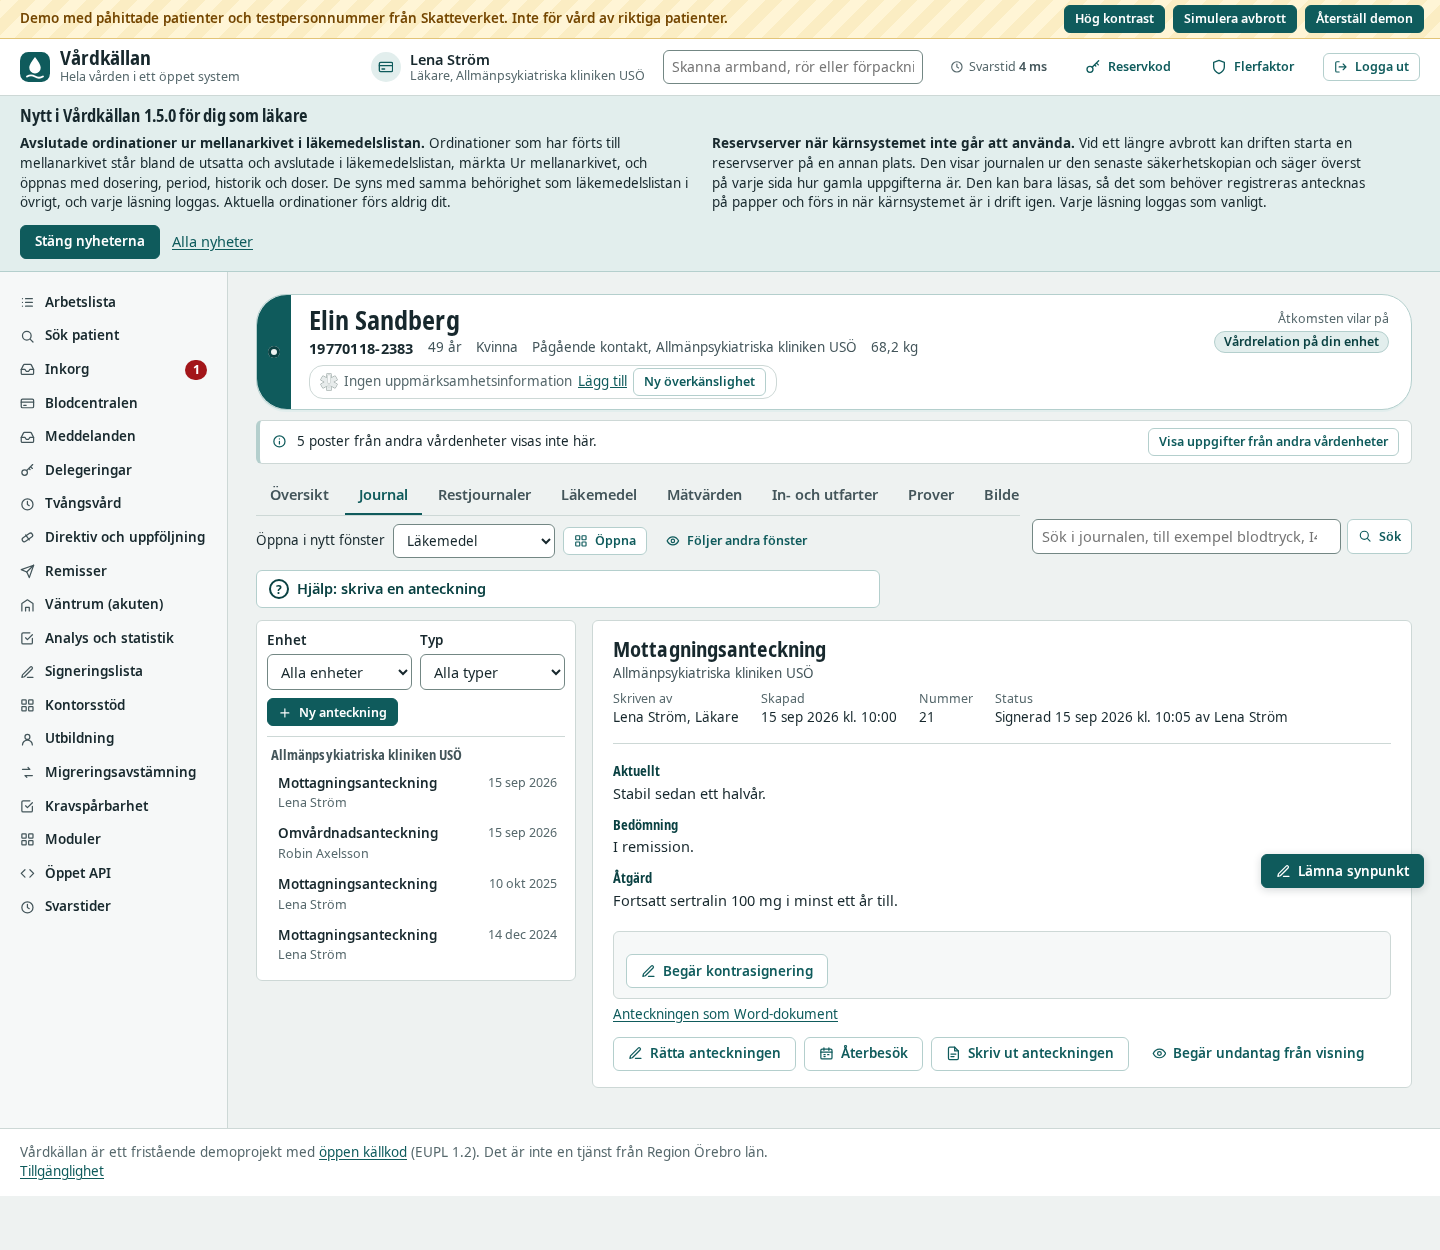 Demo med påhittade patienter och testpersonnummer från Skatteverket. Inte för vård av riktiga patienter.
Hög kontrast
Simulera avbrott
Återställ demon
Vårdkällan
Hela vården i ett öppet system
Lena Ström
Läkare, Allmänpsykiatriska kliniken USÖ
Skanna armband, rör eller förpackni
Svarstid 4 ms
Reservkod
Flerfaktor
Logga ut
Nytt i Vårdkällan 1.5.0 för dig som läkare
Avslutade ordinationer ur mellanarkivet i läkemedelslistan. Ordinationer som har förts till
mellanarkivet står bland de utsatta och avslutade i läkemedelslistan, märkta Ur mellanarkivet, och
öppnas med dosering, period, historik och doser. De syns med samma behörighet som läkemedelslistan i
övrigt, och varje läsning loggas. Aktuella ordinationer förs aldrig dit.
Reservserver när kärnsystemet inte går att använda. Vid ett längre avbrott kan driften starta en
reservserver på en annan plats. Den visar journalen ur den senaste säkerhetskopian och säger överst
på varje sida hur gamla uppgifterna är. Den kan bara läsas, så det som behöver registreras antecknas
på papper och förs in när kärnsystemet är i drift igen. Varje läsning loggas som vanligt.
Stäng nyheterna
Alla nyheter
Arbetslista
Sök patient
Inkorg
1
Blodcentralen
Meddelanden
Delegeringar
Tvångsvård
Direktiv och uppföljning
Remisser
Väntrum (akuten)
Analys och statistik
Signeringslista
Kontorsstöd
Utbildning
Migreringsavstämning
Kravspårbarhet
Moduler
Öppet API
Svarstider
Elin Sandberg
19770118-2383
49 år
Kvinna
Pågående kontakt, Allmänpsykiatriska kliniken USÖ
68,2 kg
Ingen uppmärksamhetsinformation
Lägg till
Ny överkänslighet
Åtkomsten vilar på
Vårdrelation på din enhet
5 poster från andra vårdenheter visas inte här.
Visa uppgifter från andra vårdenheter
Översikt
Journal
Restjournaler
Läkemedel
Mätvärden
In- och utfarter
Prover
Bilde
Öppna i nytt fönster
Läkemedel
Öppna
Följer andra fönster
Sök i journalen, till exempel blodtryck, I4
Sök
? Hjälp: skriva en anteckning
Enhet
Typ
Alla enheter
Alla typer
Ny anteckning
Allmänpsykiatriska kliniken USÖ
Mottagningsanteckning
15 sep 2026
Lena Ström
Omvårdnadsanteckning
15 sep 2026
Robin Axelsson
Mottagningsanteckning
10 okt 2025
Lena Ström
Mottagningsanteckning
14 dec 2024
Lena Ström
Mottagningsanteckning
Allmänpsykiatriska kliniken USÖ
Skriven av
Lena Ström, Läkare
Skapad
15 sep 2026 kl. 10:00
Nummer
21
Status
Signerad 15 sep 2026 kl. 10:05 av Lena Ström
Aktuellt
Stabil sedan ett halvår.
Bedömning
I remission.
Åtgärd
Fortsatt sertralin 100 mg i minst ett år till.
Lämna synpunkt
Begär kontrasignering
Anteckningen som Word-dokument
Rätta anteckningen
Återbesök
Skriv ut anteckningen
Begär undantag från visning
Vårdkällan är ett fristående demoprojekt med öppen källkod (EUPL 1.2). Det är inte en tjänst från Region Örebro län.
Tillgänglighet